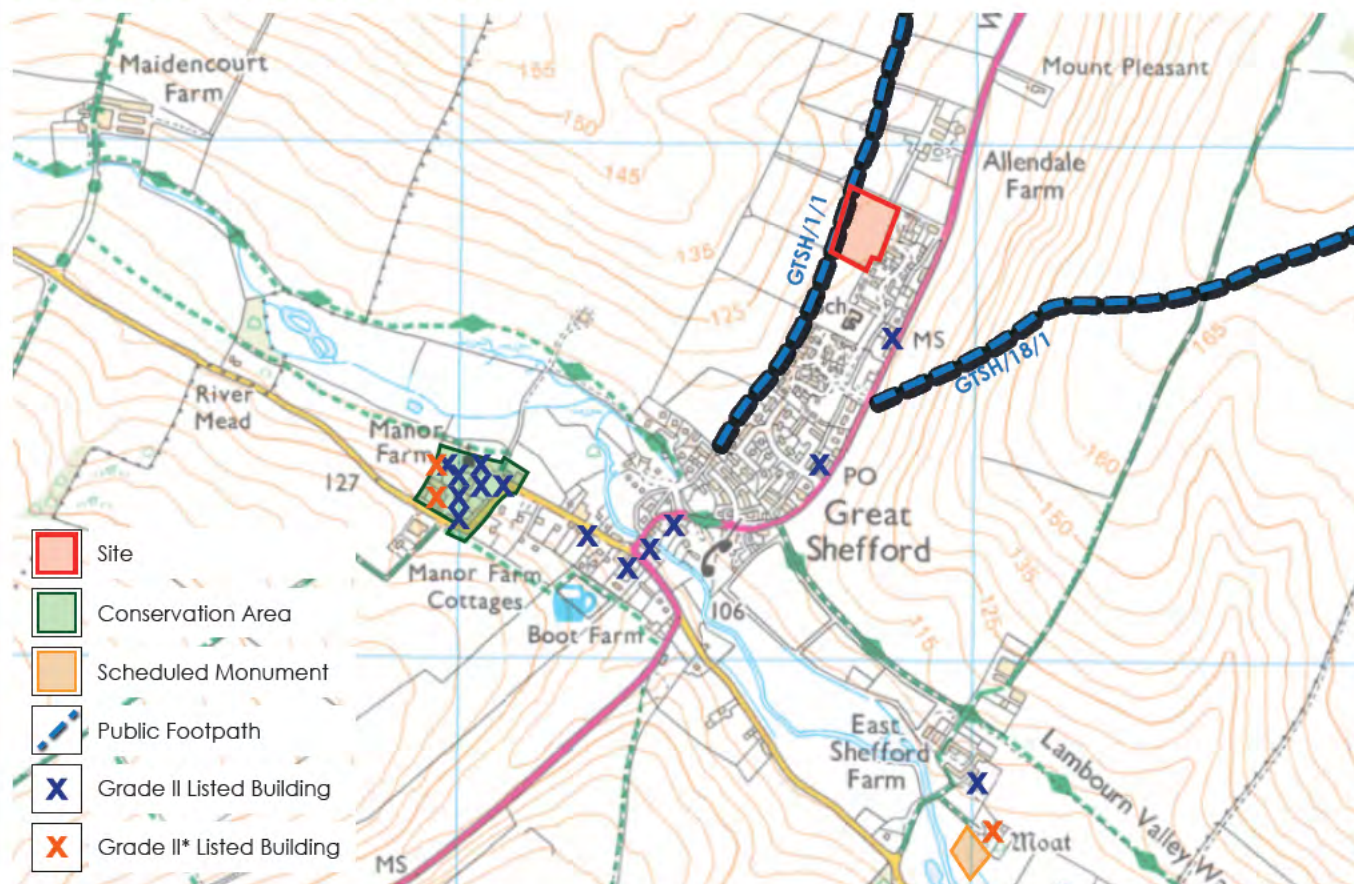 Maidencourt
Farm
155
150
145
135
125
W
Mount Pleasant
Allendale
Farm
GTSH/1/1
ch
MS
GTSH/18/1
165
160
150
135
125
115
River
Mead
Manor
Farm
127
PO
Great
Shefford
Manor Farm
Cottages
Boot Farm
106
East
Shefford
Farm
Lambourn Valley Wa
Moat
MS
Site
Conservation Area
Scheduled Monument
Public Footpath
Grade II Listed Building
Grade II* Listed Building